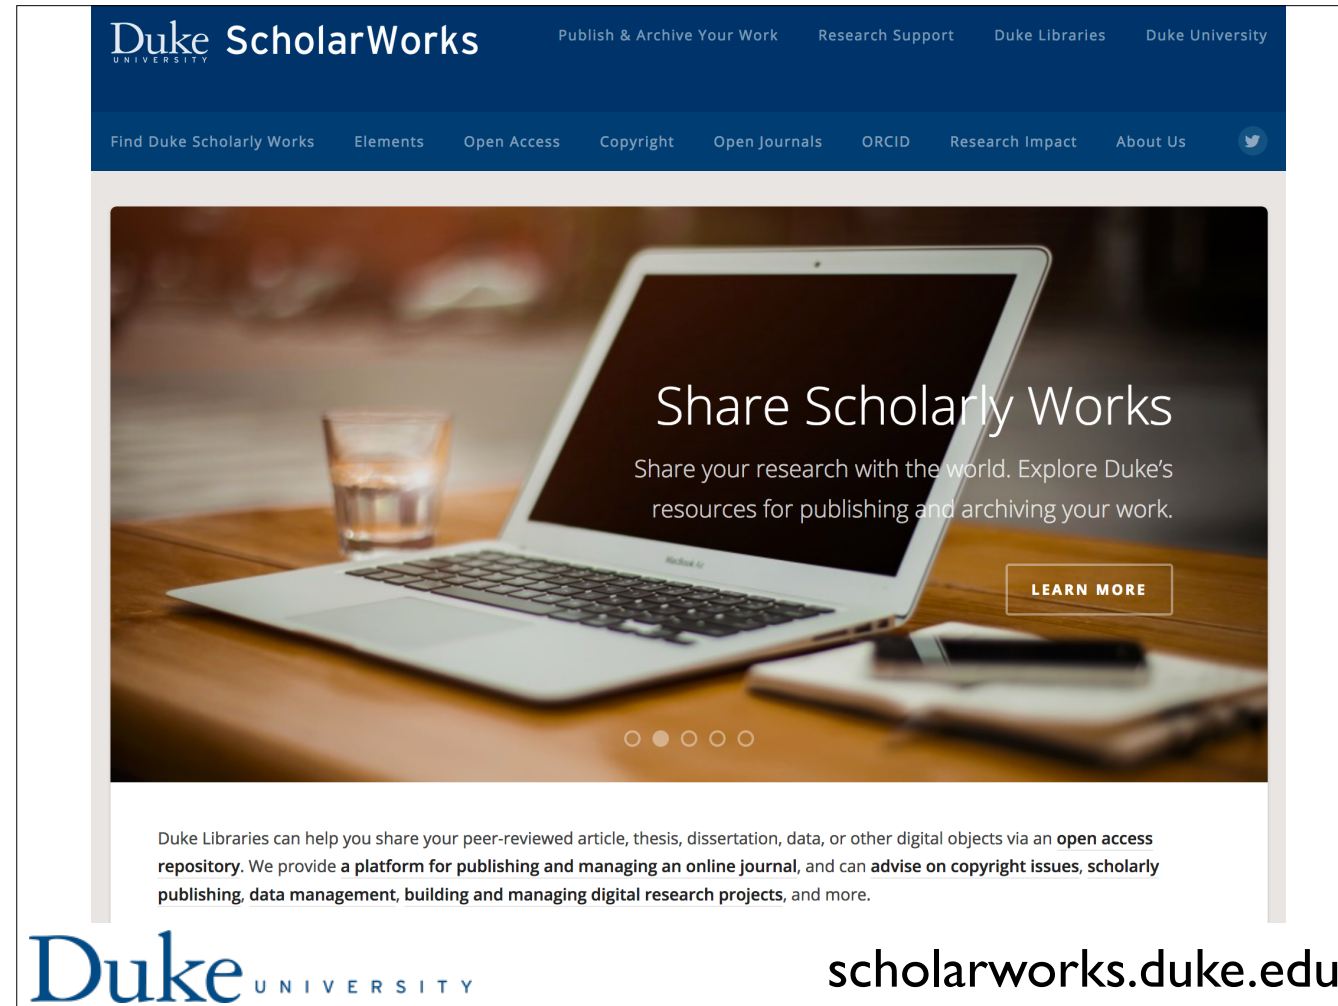 Duke UNIVERSITY ScholarWorks
Publish & Archive Your Work Research Support Duke Libraries Duke University
Find Duke Scholarly Works Elements Open Access Copyright Open Journals ORCID Research Impact About Us
Share Scholarly Works
Share your research with the world. Explore Duke’s
resources for publishing and archiving your work.
MacBook Air
LEARN MORE
Duke Libraries can help you share your peer-reviewed article, thesis, dissertation, data, or other digital objects via an open access
repository. We provide a platform for publishing and managing an online journal, and can advise on copyright issues, scholarly
publishing, data management, building and managing digital research projects, and more.
Duke UNIVERSITY
scholarworks.duke.edu